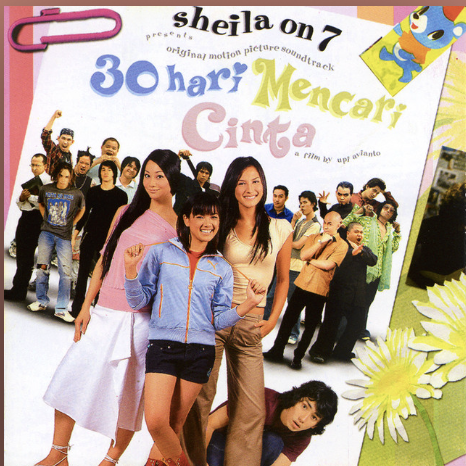 sheila on 7
presents
original motion picture soundtrack
30 hari Mencari
Cinta
a film by upi avianto